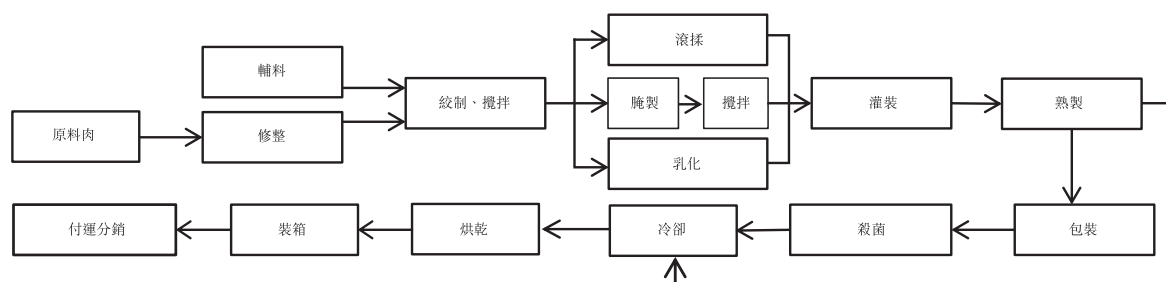 滾揉
輔料
絞制、攪拌
腌製
攪拌
灌裝
熟製
原料肉
修整
乳化
付運分銷
裝箱
烘乾
冷卻
殺菌
包裝